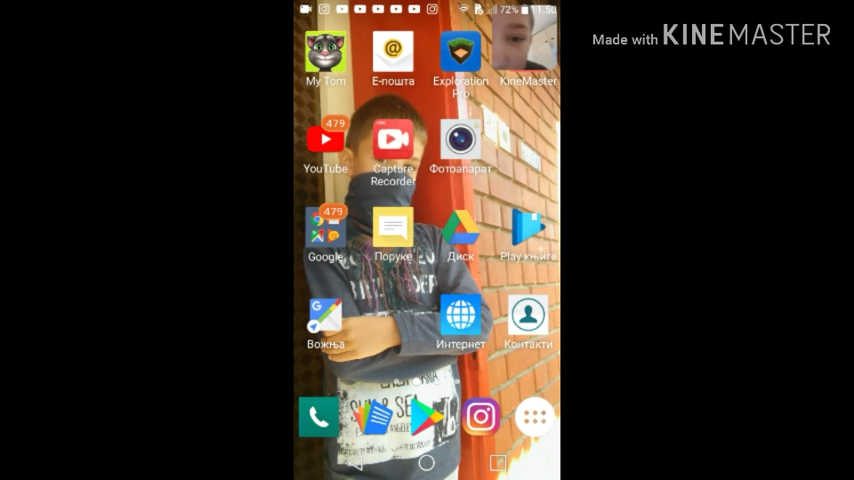 72% 11:50
Made with KINEMASTER
My Tom
Е-пошта
Exploration Pro
KineMaster
479
YouTube
Capture Recorder
Фотоапарат
479
Google
Поруке
Диск
Play књиге
G
Вожња
Интернет
Контакти